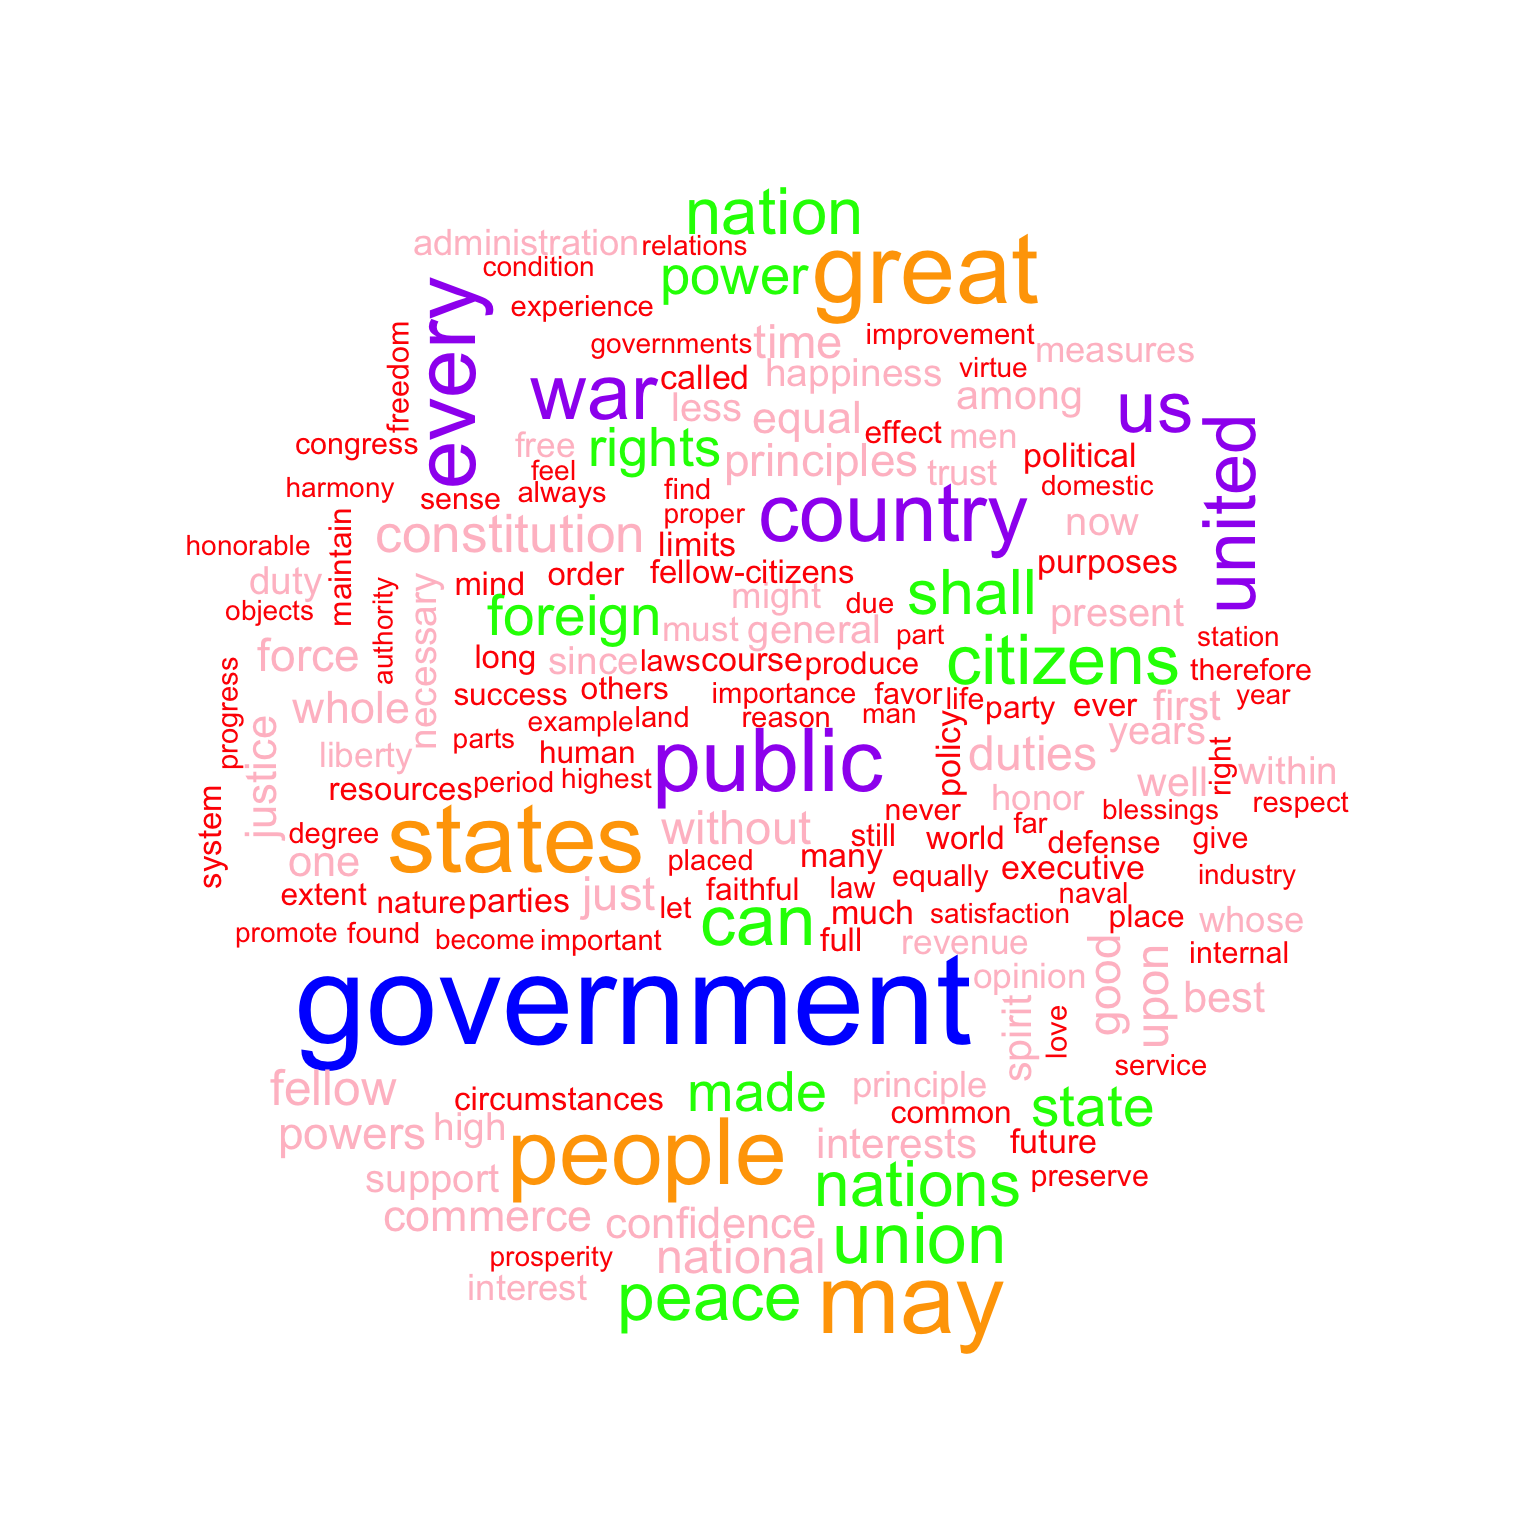 nation
administration relations
condition power great
every experience
freedom governments time improvement measures
war called happiness virtue
less equal among us
congress free rights effect men united
feel principles trust political
harmony sense always find domestic
constitution proper country now
honorable maintain limits
duty mind order fellow-citizens purposes
objects authority necessary might due shall present
foreign must general part station
force long since laws course produce citizens therefore
progress success others importance favor life party ever first year
whole example land reason man policy years
justice liberty parts human public duties right
resources period highest honor well within
system degree states without never far blessings respect
still world defense give
one placed many executive
extent faithful law equally naval industry
nature parties just let can much satisfaction place whose
promote found become important full revenue internal
government opinion good upon best
spirit love
service
fellow circumstances made principle
powers high common state
people interests future
support nations preserve
commerce confidence union
prosperity national
interest peace may